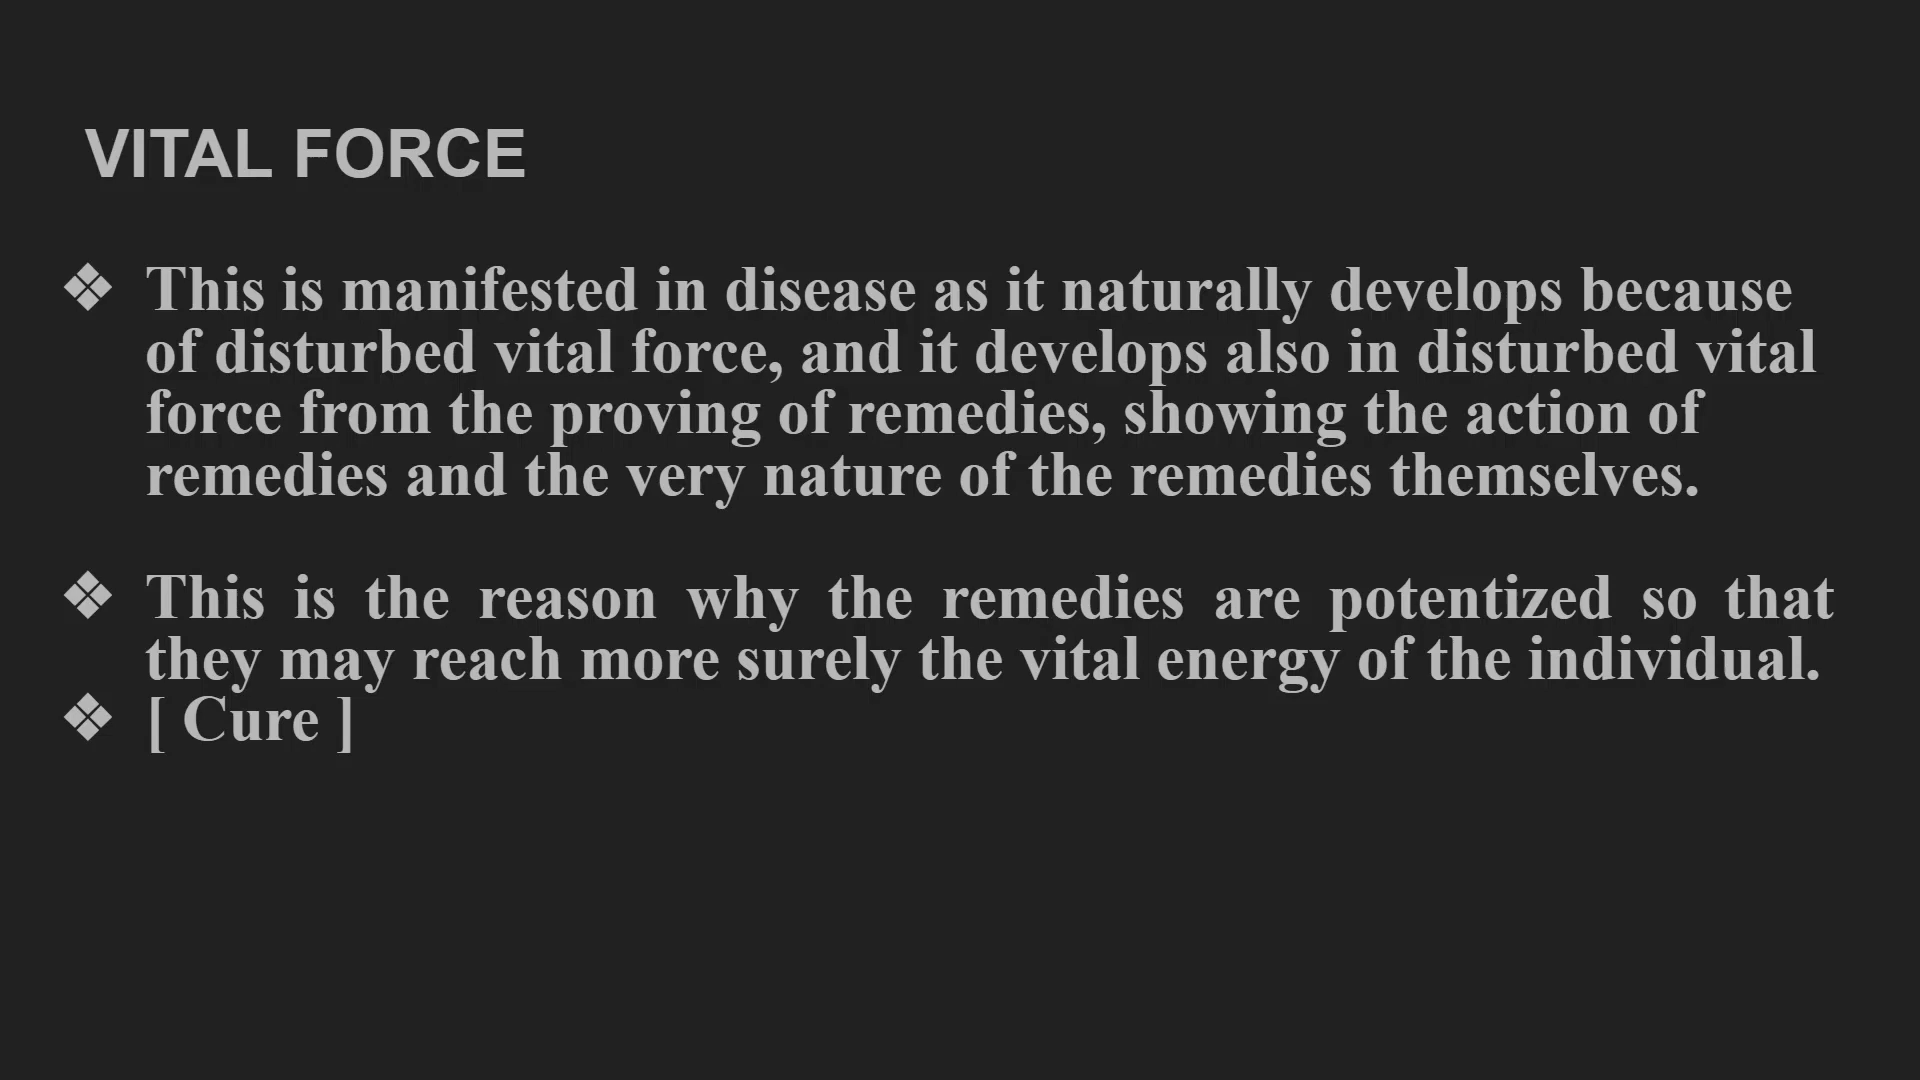 VITAL FORCE
❖ This is manifested in disease as it naturally develops because
of disturbed vital force, and it develops also in disturbed vital
force from the proving of remedies, showing the action of
remedies and the very nature of the remedies themselves.
❖ This is the reason why the remedies are potentized so that
they may reach more surely the vital energy of the individual.
❖ [ Cure ]